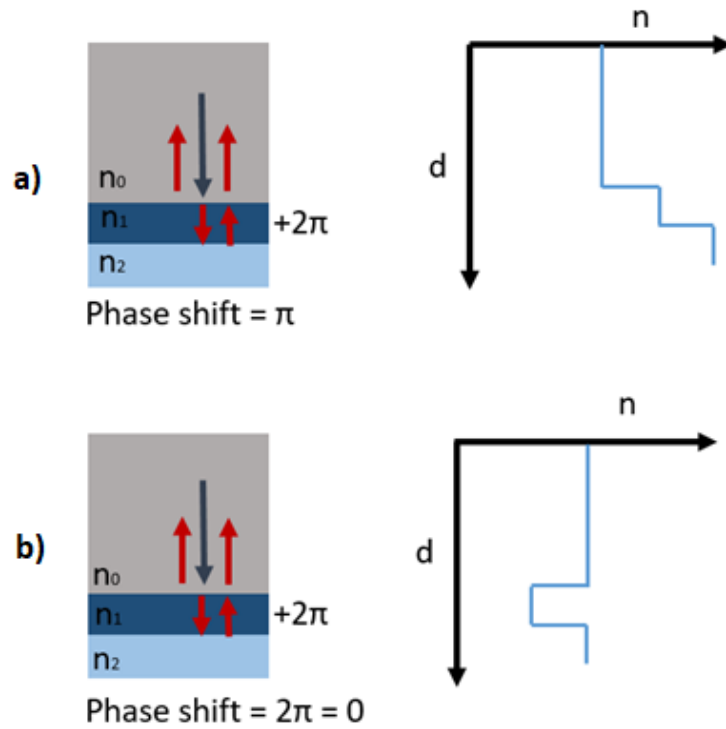 a)
n₀
n₁
+2π
n₂
Phase shift = π
n
d
b)
n₀
n₁
+2π
n₂
Phase shift = 2π = 0
n
d